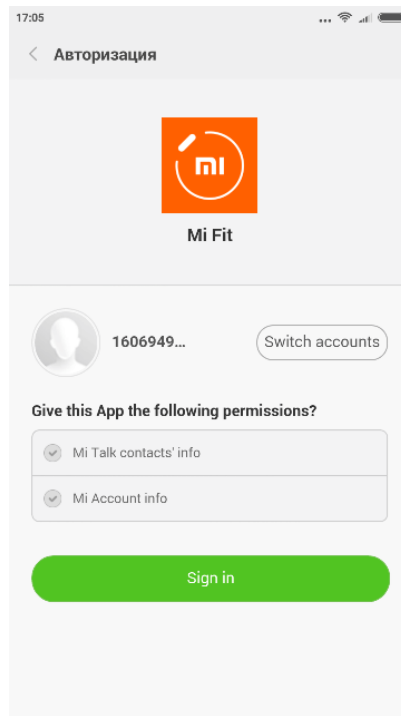 17:05
Авторизация
mi
Mi Fit
1606949...
Switch accounts
Give this App the following permissions?
Mi Talk contacts' info
Mi Account info
Sign in